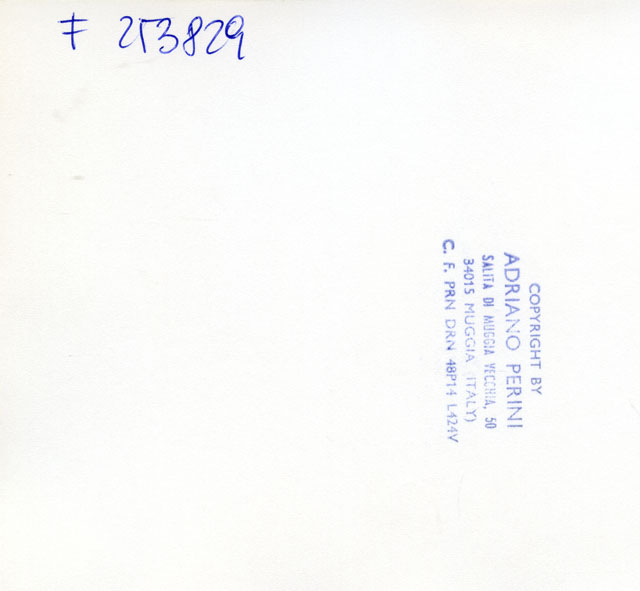 F 253829
COPYRIGHT BY
ADRIANO PERINI
SALITA DI MUGGIA VECCHIA, 50
34015 MUGGIA (ITALY)
C. F. PRN DRN 48P14 L424V